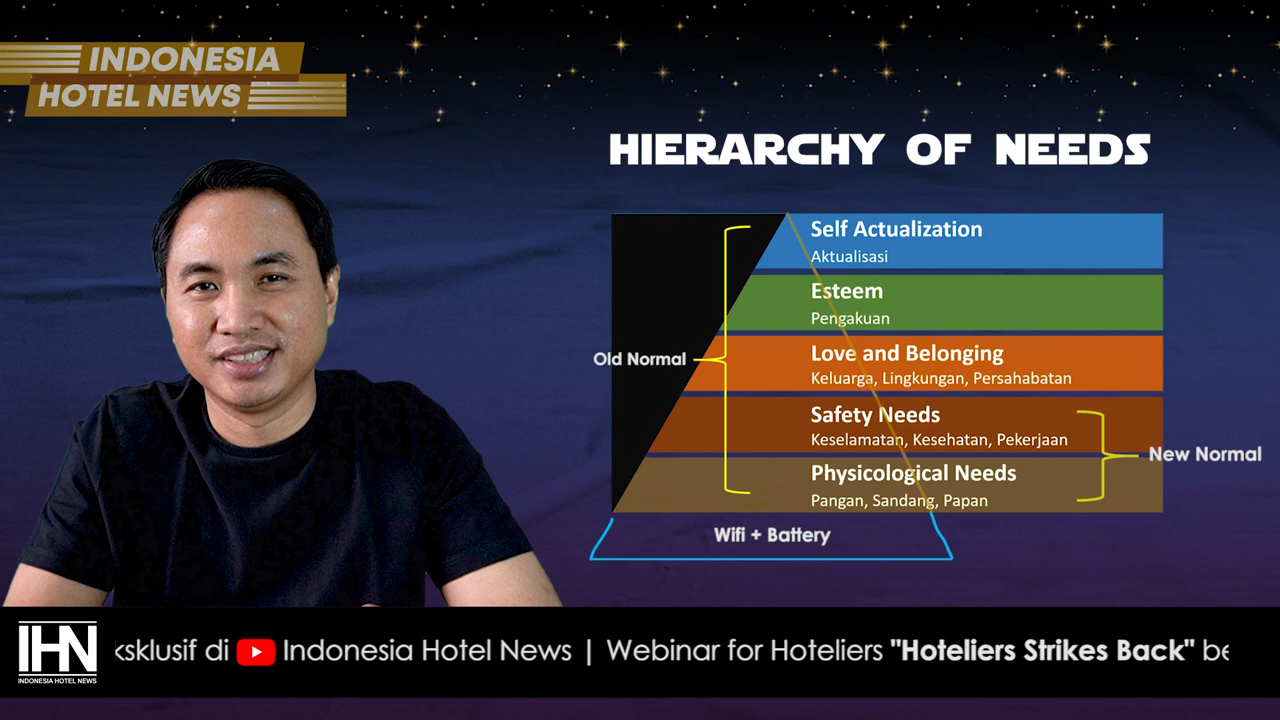 INDONESIA
HOTEL NEWS
HIERARCHY OF NEEDS
Self Actualization
Aktualisasi
Esteem
Pengakuan
Old Normal
Love and Belonging
Keluarga, Lingkungan, Persahabatan
Safety Needs
Keselamatan, Kesehatan, Pekerjaan
New Normal
Physicological Needs
Pangan, Sandang, Papan
Wifi + Battery
IHN
INDONESIA HOTEL NEWS
ksklusif di Indonesia Hotel News | Webinar for Hoteliers "Hoteliers Strikes Back" be